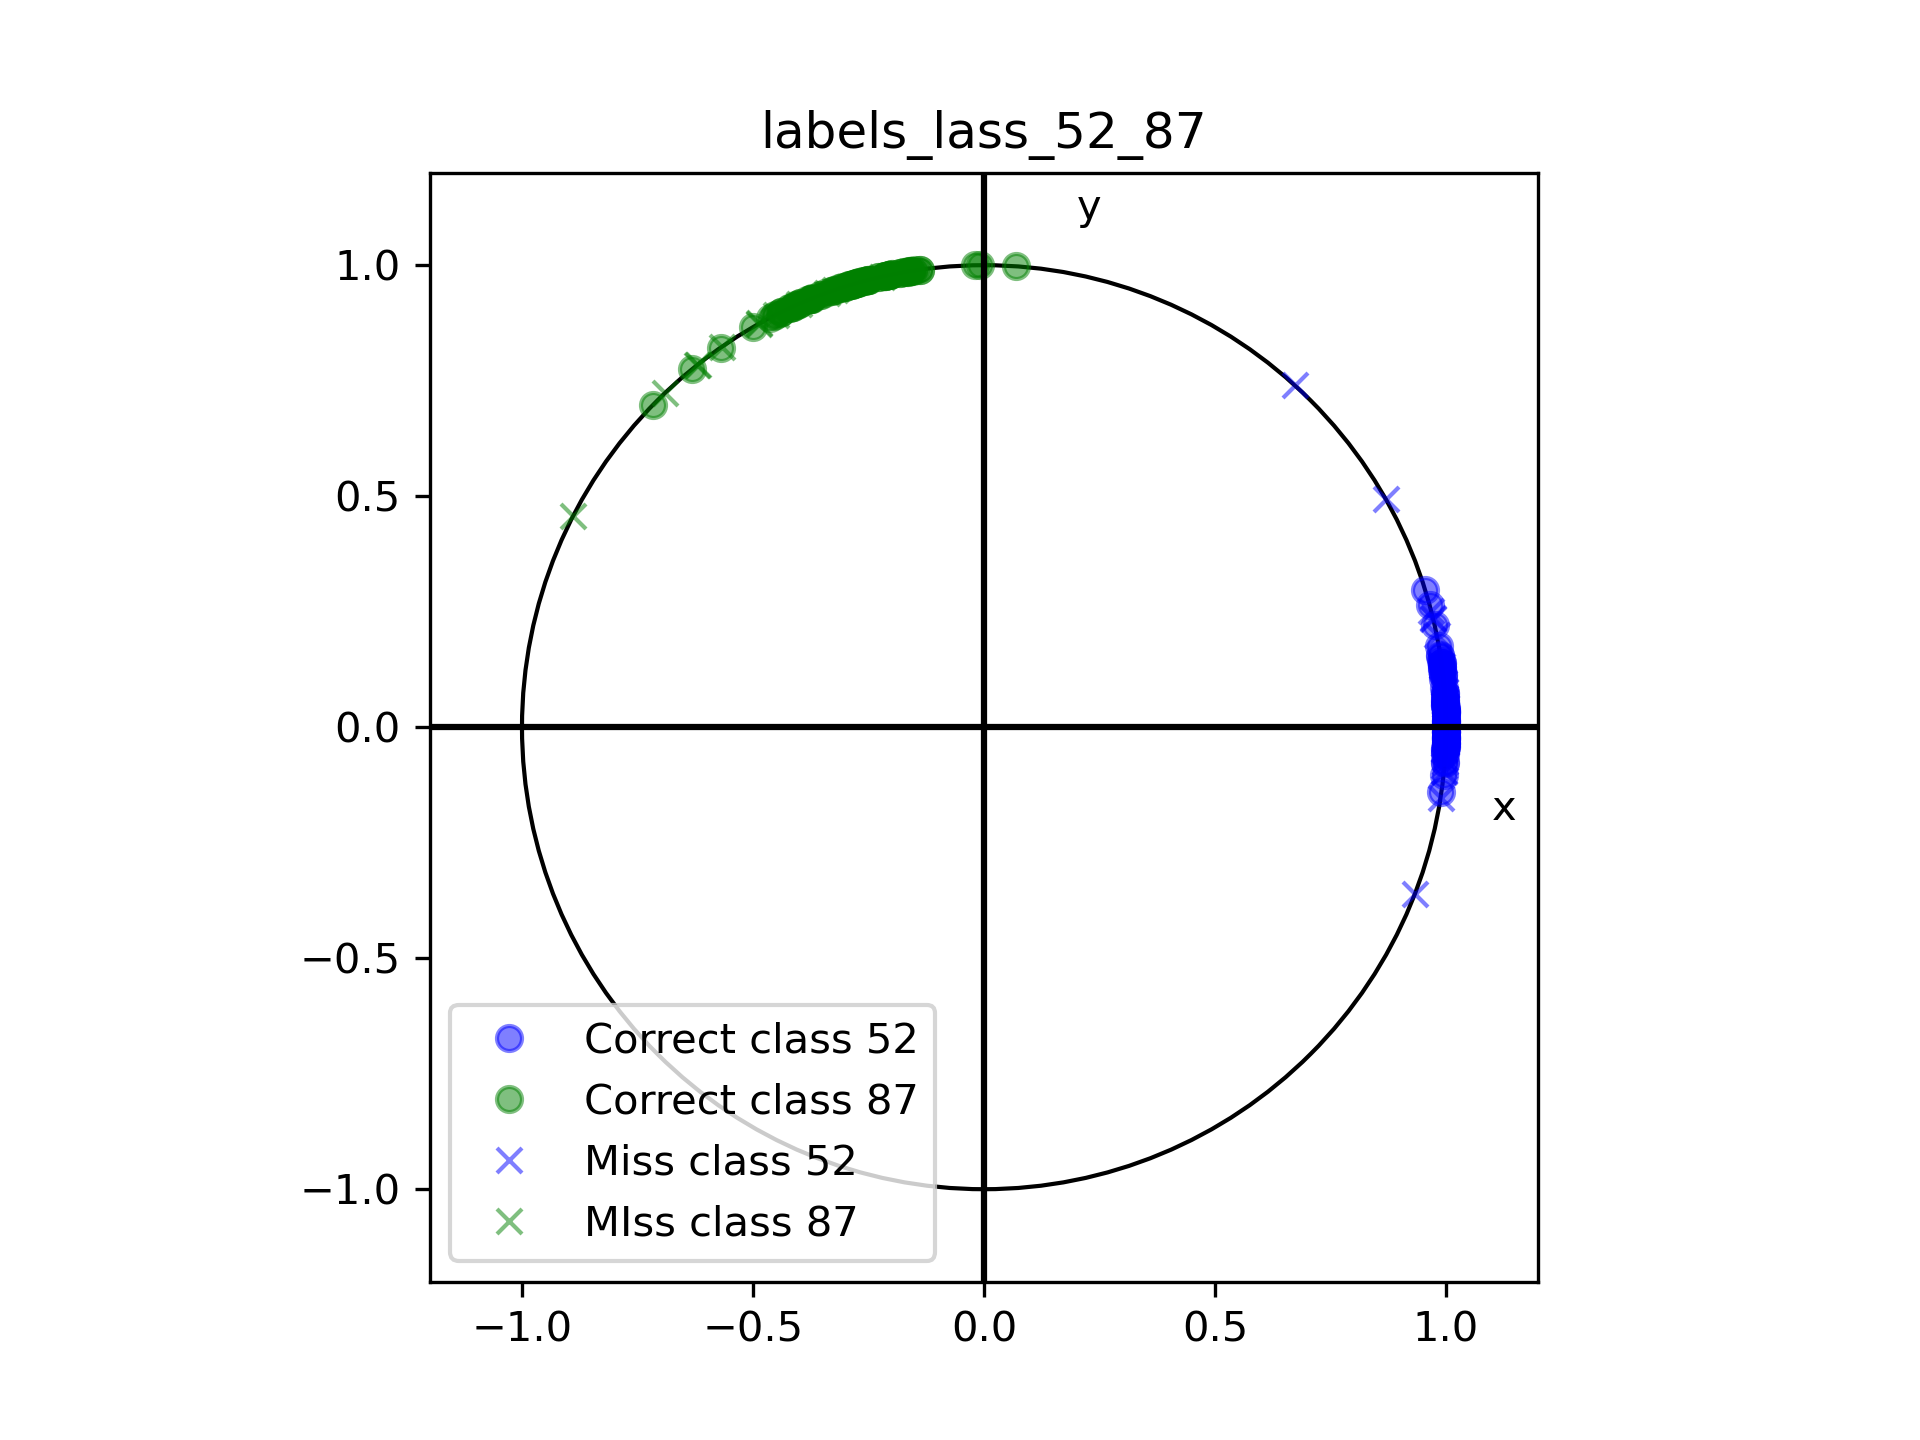 labels_lass_52_87
y
1.0
0.5
0.0
−0.5
−1.0
x
Correct class 52
Correct class 87
Miss class 52
MIss class 87
−1.0 −0.5 0.0 0.5 1.0